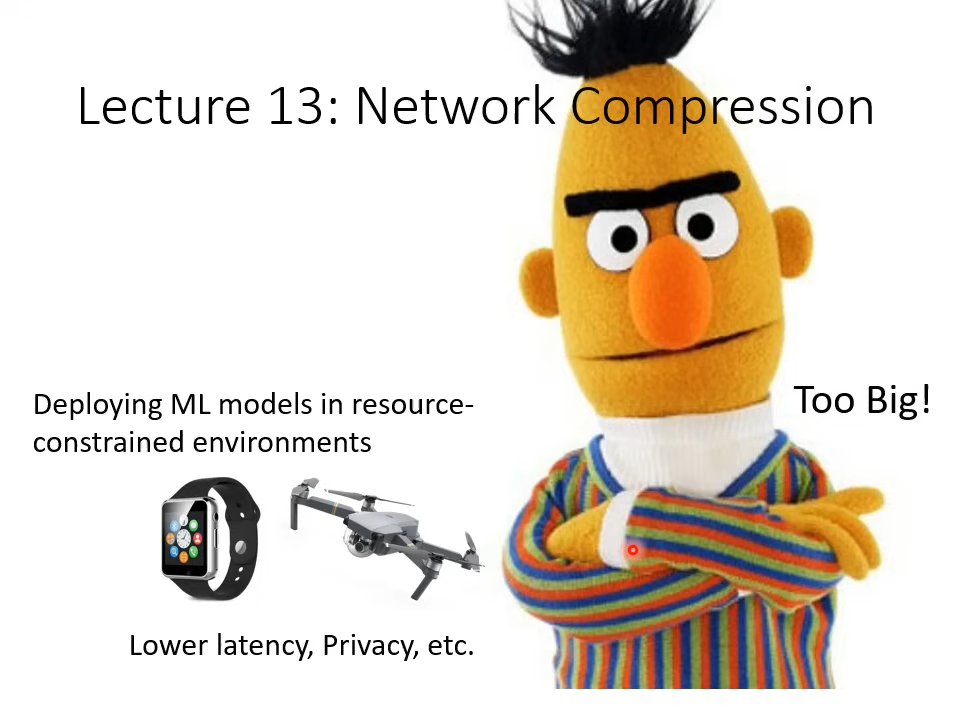 Lecture 13: Network Compression
Deploying ML models in resource-
constrained environments
Too Big!
Lower latency, Privacy, etc.